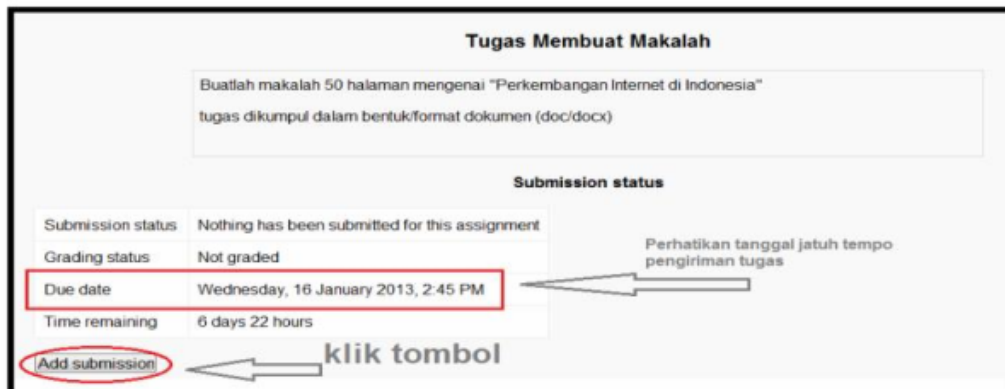 Tugas Membuat Makalah
Buatlah makalah 50 halaman mengenai "Perkembangan Internet di Indonesia"
tugas dikumpul dalam bentuk/format dokumen (doc/docx)
Submission status
Submission status Nothing has been submitted for this assignment
Grading status Not graded
Due date Wednesday, 16 January 2013, 2:45 PM
Time remaining 6 days 22 hours
Perhatikan tanggal jatuh tempo
pengiriman tugas
Add submission
klik tombol